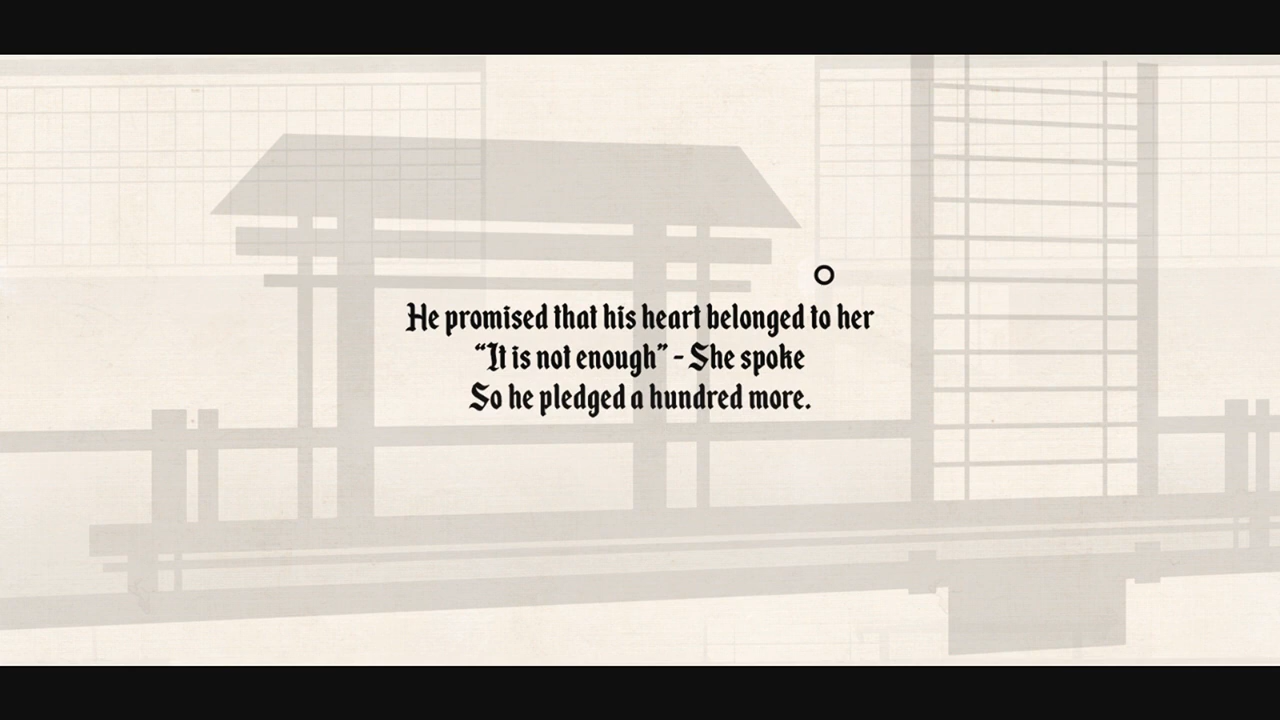 He promised that his heart belonged to her
“It is not enough” - She spoke
So he pledged a hundred more.